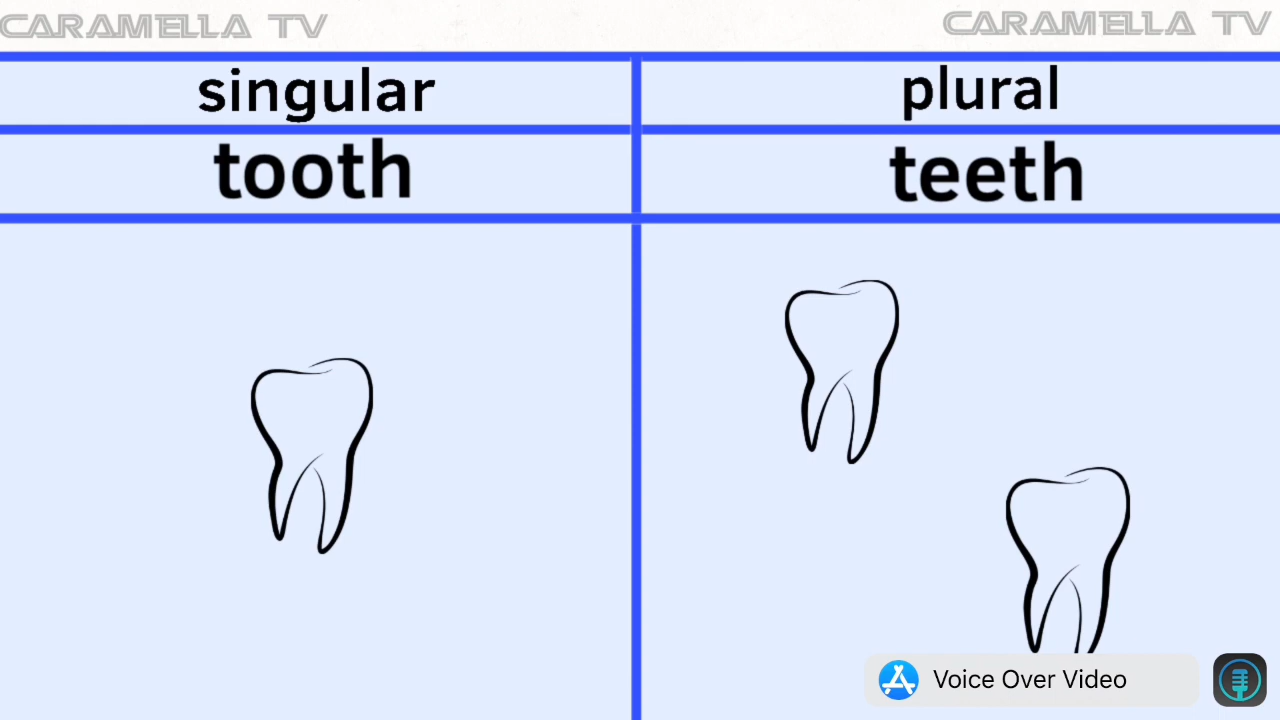 CARAMELLA TV CARAMELLA TV
singular plural
tooth teeth
Voice Over Video